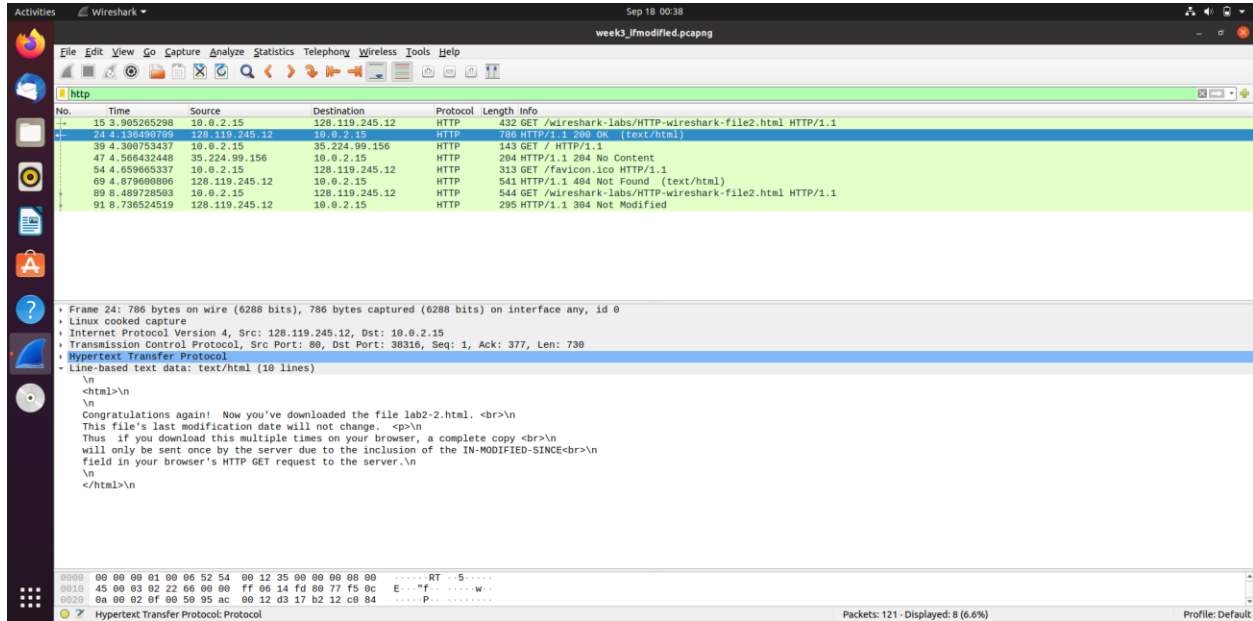 Activities Wireshark Sep 18 00:38
week3_ifmodified.pcapng
File Edit View Go Capture Analyze Statistics Telephony Wireless Tools Help
http
No. Time Source Destination Protocol Length Info
15 3.905265298 10.0.2.15 128.119.245.12 HTTP 432 GET /wireshark-labs/HTTP-wireshark-file2.html HTTP/1.1
24 4.136490709 128.119.245.12 10.0.2.15 HTTP 786 HTTP/1.1 200 OK (text/html)
39 4.300753437 10.0.2.15 35.224.99.156 HTTP 143 GET / HTTP/1.1
47 4.566432448 35.224.99.156 10.0.2.15 HTTP 204 HTTP/1.1 204 No Content
54 4.659665337 10.0.2.15 128.119.245.12 HTTP 313 GET /favicon.ico HTTP/1.1
69 4.879600806 128.119.245.12 10.0.2.15 HTTP 541 HTTP/1.1 404 Not Found (text/html)
89 8.489728503 10.0.2.15 128.119.245.12 HTTP 544 GET /wireshark-labs/HTTP-wireshark-file2.html HTTP/1.1
91 8.736524519 128.119.245.12 10.0.2.15 HTTP 295 HTTP/1.1 304 Not Modified
Frame 24: 786 bytes on wire (6288 bits), 786 bytes captured (6288 bits) on interface any, id 0
Linux cooked capture
Internet Protocol Version 4, Src: 128.119.245.12, Dst: 10.0.2.15
Transmission Control Protocol, Src Port: 80, Dst Port: 38316, Seq: 1, Ack: 377, Len: 730
Hypertext Transfer Protocol
Line-based text data: text/html (10 lines)
\n
<html>\n
\n
Congratulations again! Now you've downloaded the file lab2-2.html. <br>\n
This file's last modification date will not change. <p>\n
Thus if you download this multiple times on your browser, a complete copy <br>\n
will only be sent once by the server due to the inclusion of the IN-MODIFIED-SINCE<br>\n
field in your browser's HTTP GET request to the server.\n
\n
</html>\n
0000 00 00 00 01 00 06 52 54 00 12 35 00 00 00 08 00 ······RT ··5·····
0010 45 00 03 02 22 66 00 00 ff 06 14 fd 80 77 f5 0c E···"f·· ·····w··
0020 0a 00 02 0f 00 50 95 ac 00 12 d3 17 b2 12 c0 84 ·····P·· ········
Hypertext Transfer Protocol: Protocol Packets: 121 · Displayed: 8 (6.6%) Profile: Default